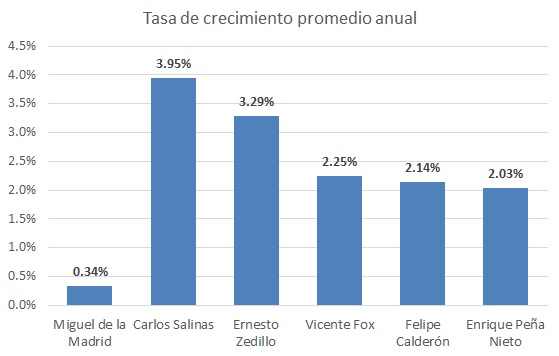 Tasa de crecimiento promedio anual
4.5%
4.0%
3.5%
3.0%
2.5%
2.0%
1.5%
1.0%
0.5%
0.0%
0.34%
3.95%
3.29%
2.25%
2.14%
2.03%
Miguel de la
Madrid
Carlos Salinas
Ernesto
Zedillo
Vicente Fox
Felipe
Calderón
Enrique Peña
Nieto